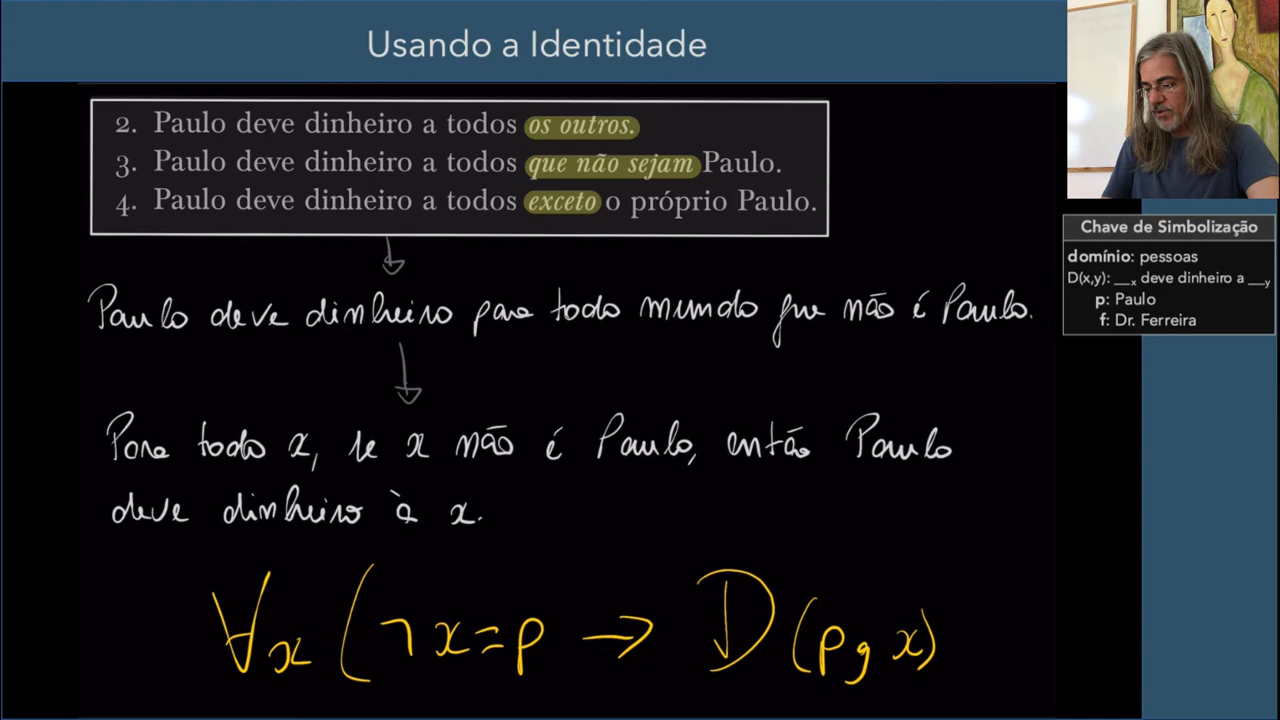 Usando a Identidade
2. Paulo deve dinheiro a todos os outros.
3. Paulo deve dinheiro a todos que não sejam Paulo.
4. Paulo deve dinheiro a todos exceto o próprio Paulo.
Paulo deve dinheiro para todo mundo que não é Paulo.
Para todo x, se x não é Paulo, então Paulo
deve dinheiro à x.
∀x (¬x=p → D(p,x)
Chave de Simbolização
domínio: pessoas
D(x,y): __x deve dinheiro a __y
p: Paulo
f: Dr. Ferreira